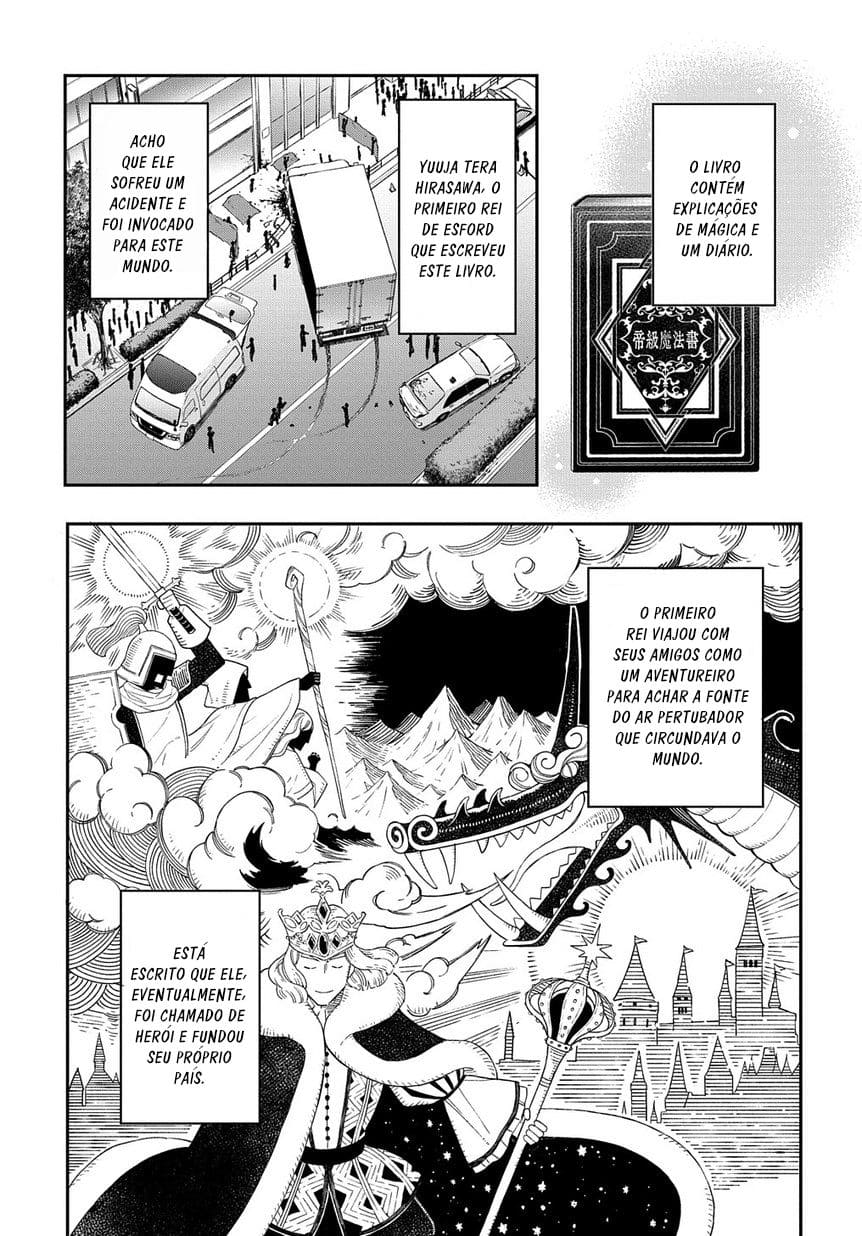 O LIVRO
CONTÉM
EXPLICAÇÕES
DE MÁGICA E
UM DIÁRIO.
帝級魔法書
YUUJA TERA
HIRASAWA, O
PRIMEIRO REI
DE ESFORD
QUE ESCREVEU
ESTE LIVRO.
ACHO
QUE ELE
SOFREU UM
ACIDENTE E
FOI INVOCADO
PARA ESTE
MUNDO.
O PRIMEIRO
REI VIAJOU COM
SEUS AMIGOS COMO
UM AVENTUREIRO
PARA ACHAR A FONTE
DO AR PERTUBADOR
QUE CIRCUNDAVA O
MUNDO.
ESTÁ
ESCRITO QUE ELE,
EVENTUALMENTE,
FOI CHAMADO DE
HERÓI E FUNDOU
SEU PRÓPRIO
PAÍS.